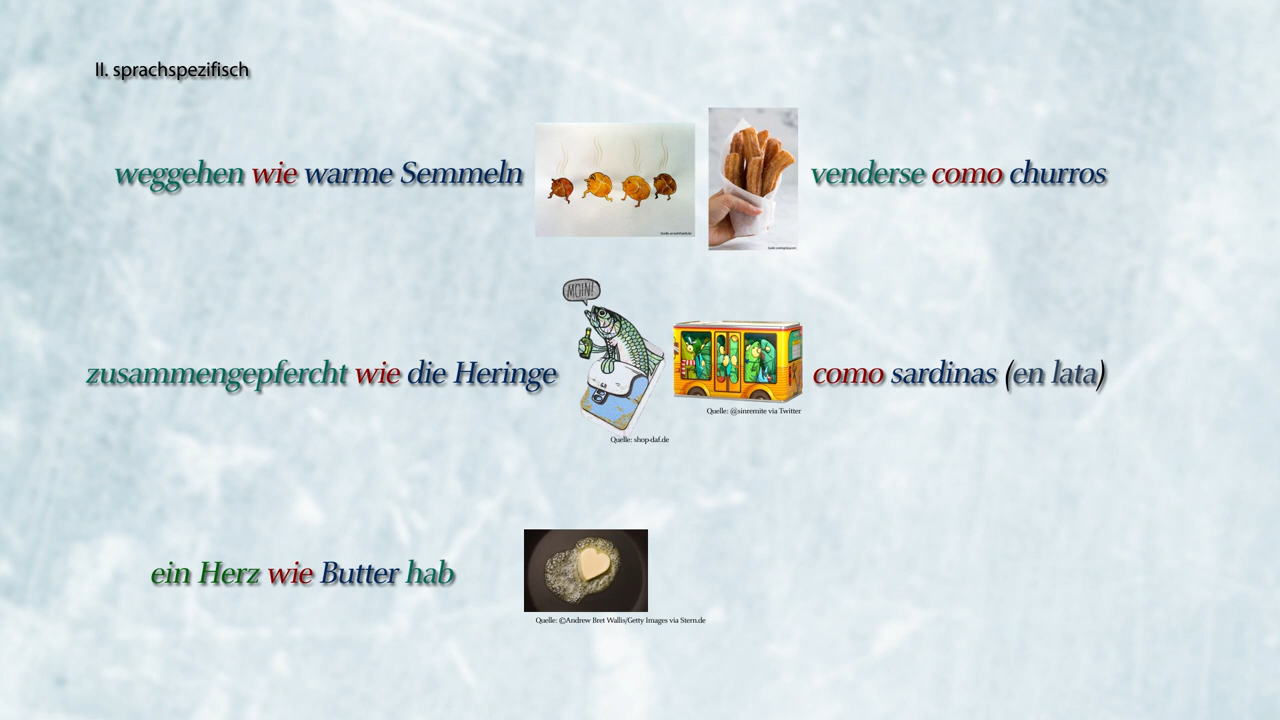 II. sprachspezifisch
weggehen wie warme Semmeln
venderse como churros
MOIN!
zusammengepfercht wie die Heringe
como sardinas (en lata)
Quelle: @sinremite via Twitter
Quelle: shop-daf.de
ein Herz wie Butter hab
Quelle: ©Andrew Bret Wallis/Getty Images via Stern.de